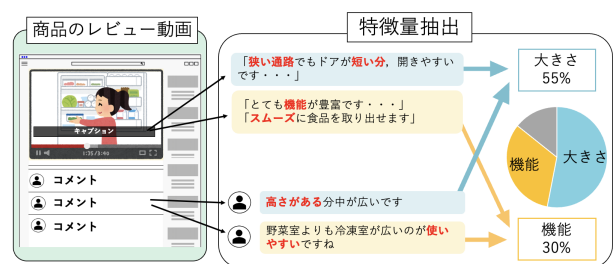 商品のレビュー動画
特徴量抽出
キャプション
1:35/3:44
コメント
コメント
コメント
「狭い通路でもドアが短い分，開きやすい
です・・・」
「とても機能が豊富です・・・」
「スムーズに食品を取り出せます」
高さがある分中が広いです
野菜室よりも冷凍室が広いのが使い
やすいですね
大きさ
55%
機能
大きさ
機能
30%